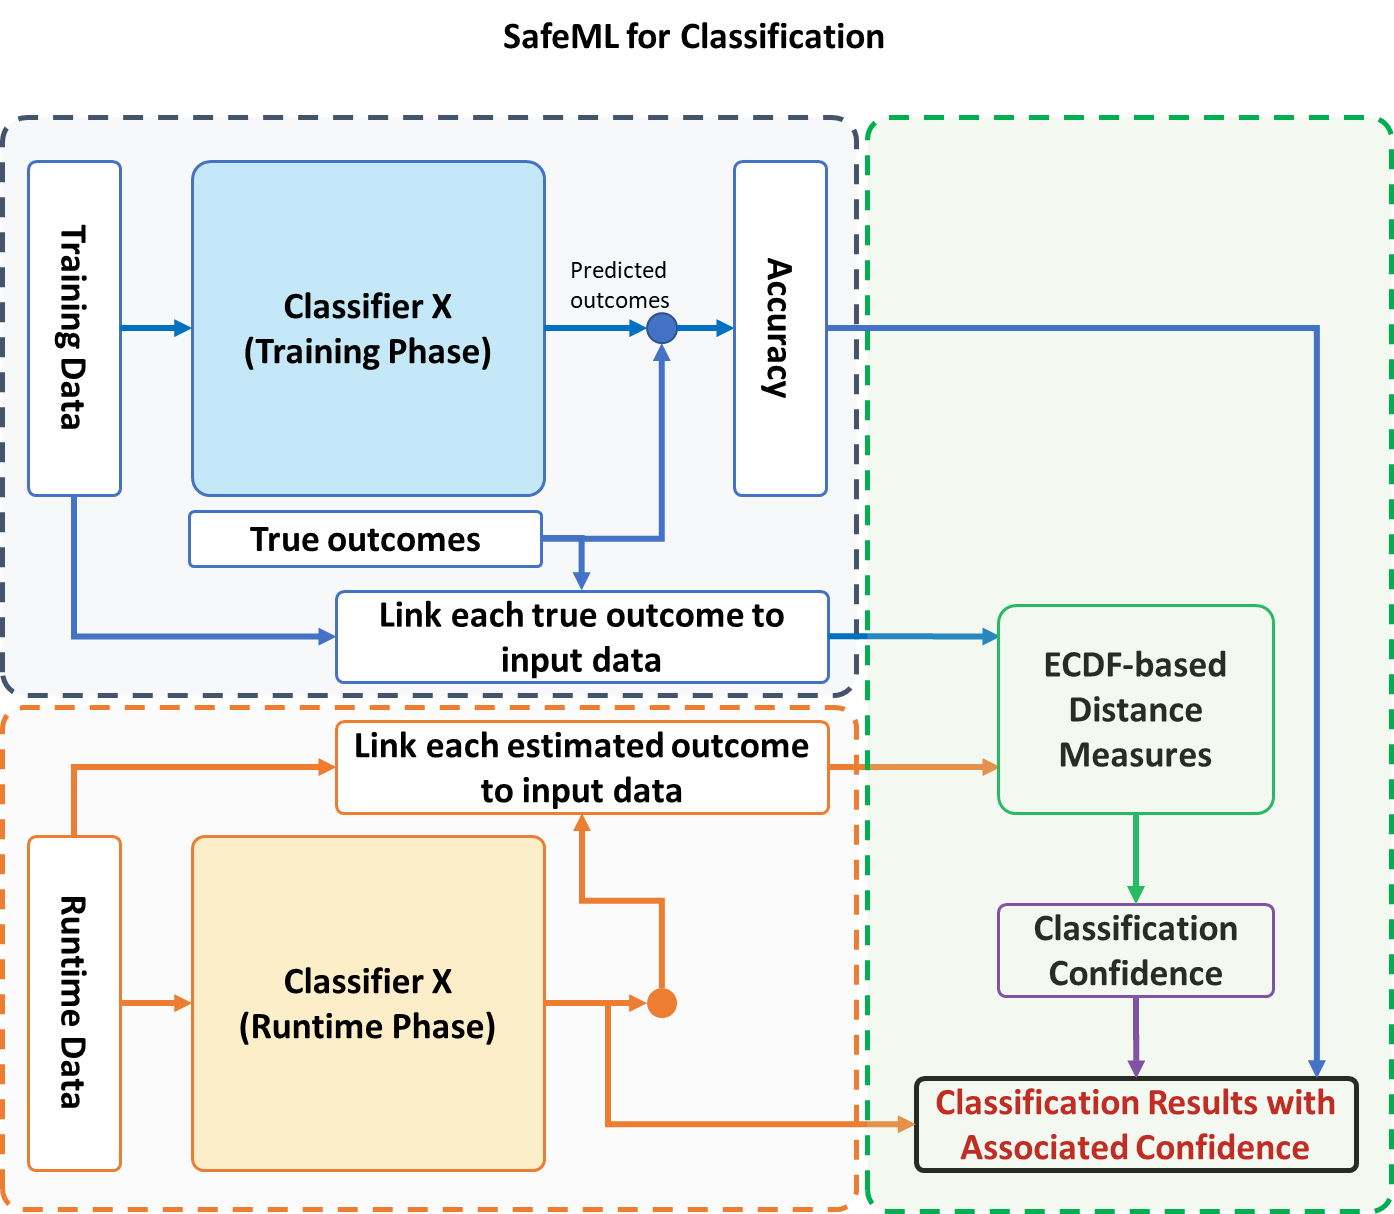 SafeML for Classification
Training Data
Classifier X
(Training Phase)
Predicted
outcomes
Accuracy
True outcomes
Link each true outcome to
input data
ECDF-based
Distance
Measures
Link each estimated outcome
to input data
Runtime Data
Classifier X
(Runtime Phase)
Classification
Confidence
Classification Results with
Associated Confidence